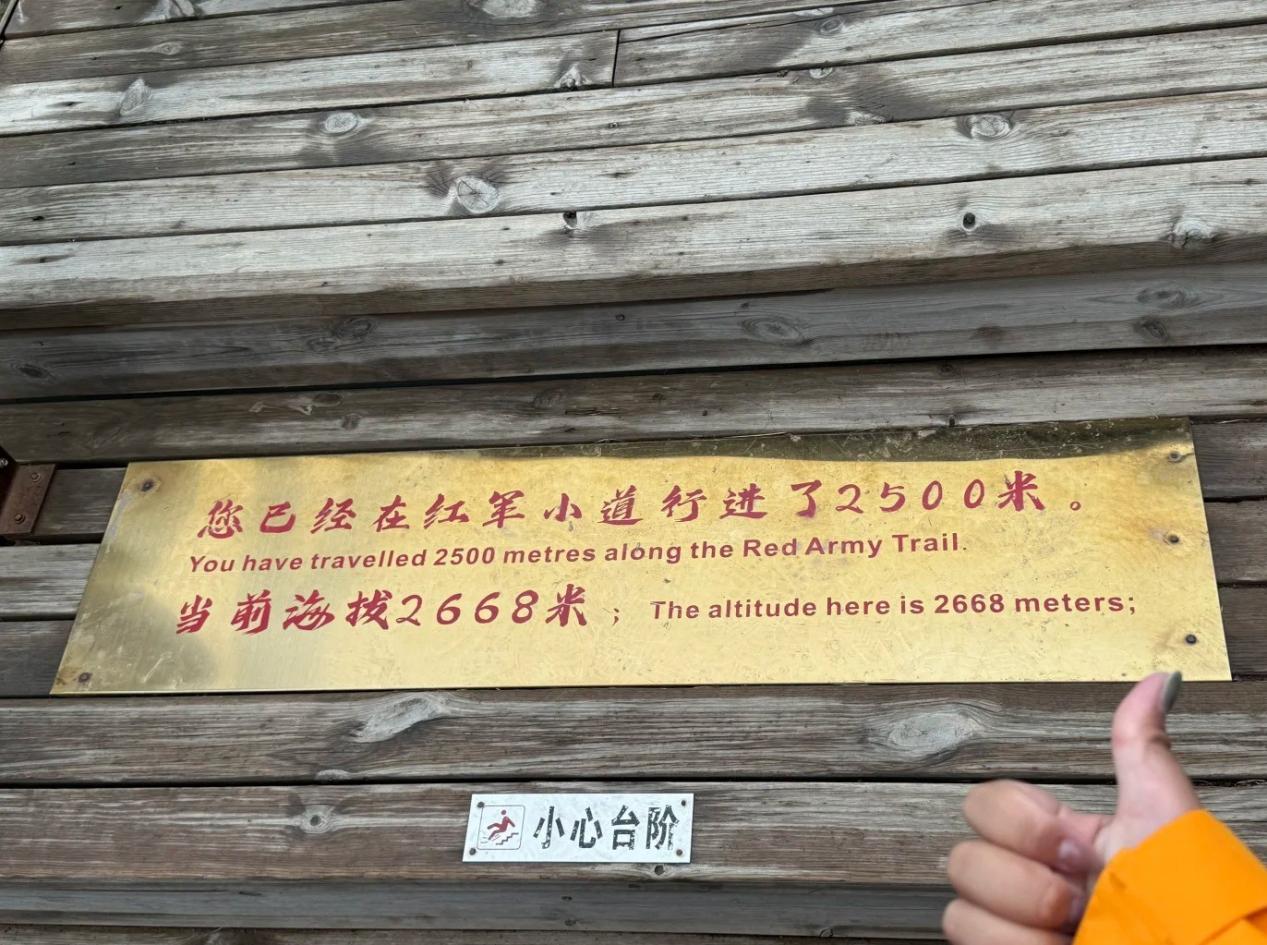 您已经在红军小道行进了2500米。
You have travelled 2500 metres along the Red Army Trail.
当前海拔2668米； The altitude here is 2668 meters;
小心台阶